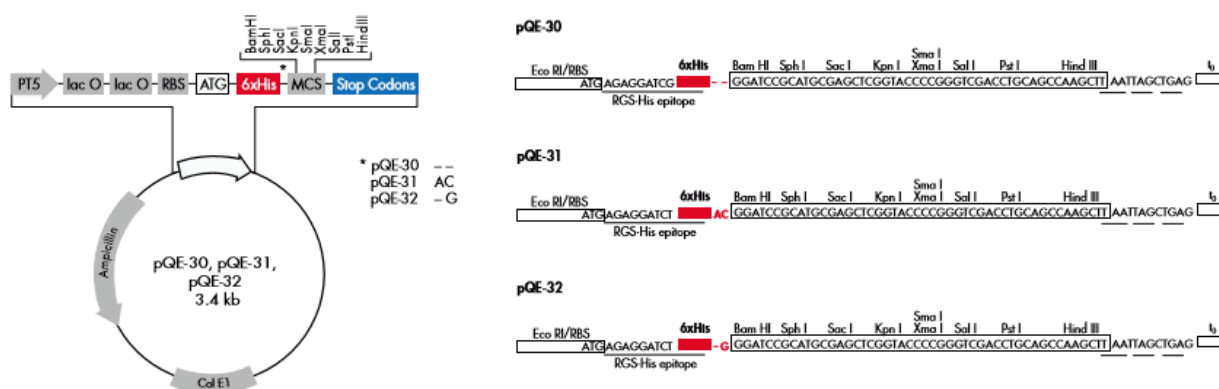 BamHI
SphI
SacI
KpnI
SmaI
XmaI
SalI
PstI
HindIII
*
PT5 lac O lac O RBS ATG 6xHis MCS Stop Codons
* pQE-30 – –
pQE-31 AC
pQE-32 – G
Ampicillin
pQE-30, pQE-31,
pQE-32
3.4 kb
Col E1
pQE-30
Sma I
Eco RI/RBS 6xHis Bam HI Sph I Sac I Kpn I Xma I Sal I Pst I Hind III t0
ATG AGAGGATCG – – GGATCCGCATGCGAGCTCGGTACCCCGGGTCGACCTGCAGCCAAGCTT AATTAGCTGAG
RGS-His epitope
pQE-31
Sma I
Eco RI/RBS 6xHis Bam HI Sph I Sac I Kpn I Xma I Sal I Pst I Hind III t0
ATG AGAGGATCT AC GGATCCGCATGCGAGCTCGGTACCCCGGGTCGACCTGCAGCCAAGCTT AATTAGCTGAG
RGS-His epitope
pQE-32
Sma I
Eco RI/RBS 6xHis Bam HI Sph I Sac I Kpn I Xma I Sal I Pst I Hind III t0
ATG AGAGGATCT –G GGATCCGCATGCGAGCTCGGTACCCCGGGTCGACCTGCAGCCAAGCTT AATTAGCTGAG
RGS-His epitope